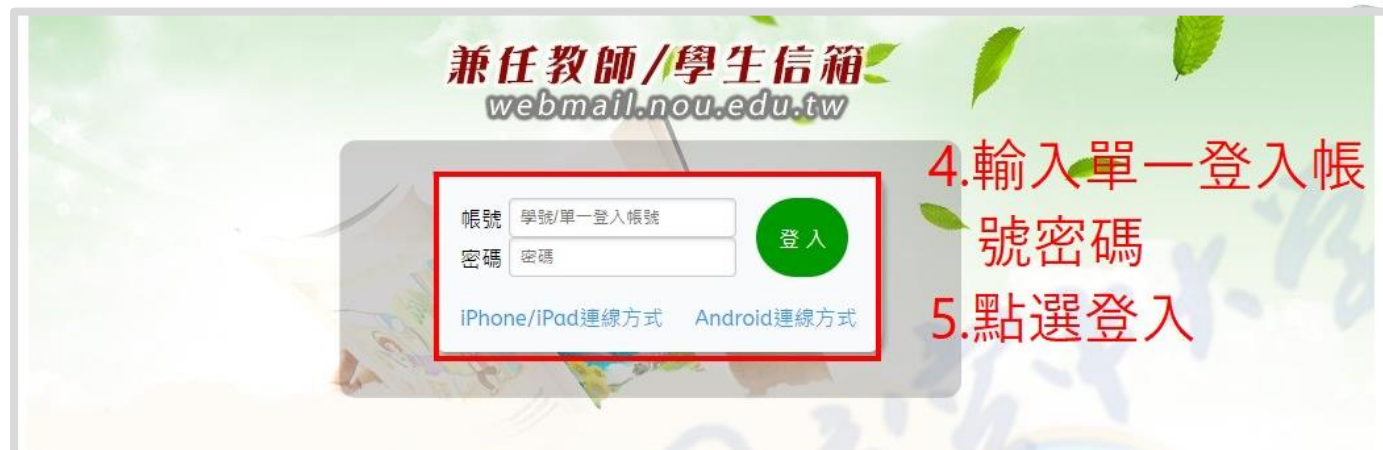 兼任教師/學生信箱
webmail.nou.edu.tw
帳號 學號/單一登入帳號
密碼 密碼
登入
iPhone/iPad連線方式 Android連線方式
4.輸入單一登入帳
號密碼
5.點選登入